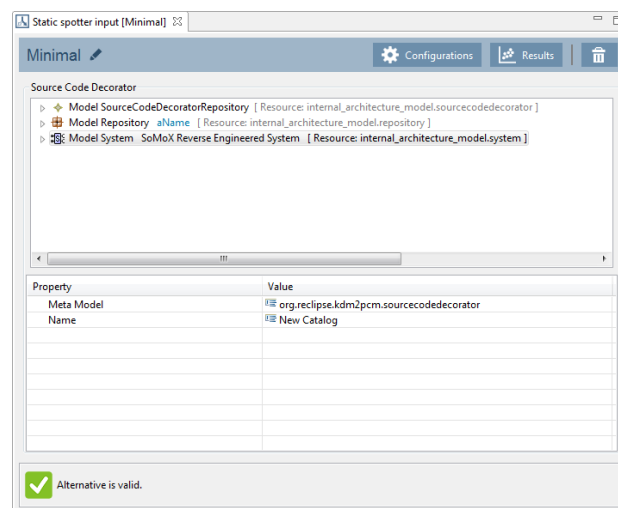 Static spotter input [Minimal]
Minimal
Configurations
Results
Source Code Decorator
Model SourceCodeDecoratorRepository [ Resource: internal_architecture_model.sourcecodedecorator ]
Model Repository aName [ Resource: internal_architecture_model.repository ]
Model System SoMoX Reverse Engineered System [ Resource: internal_architecture_model.system ]
Property Value
Meta Model org.reclipse.kdm2pcm.sourcecodedecorator
Name New Catalog
Alternative is valid.